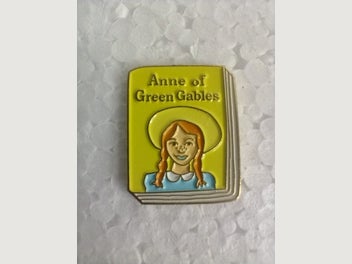 Anne of
Green Gables